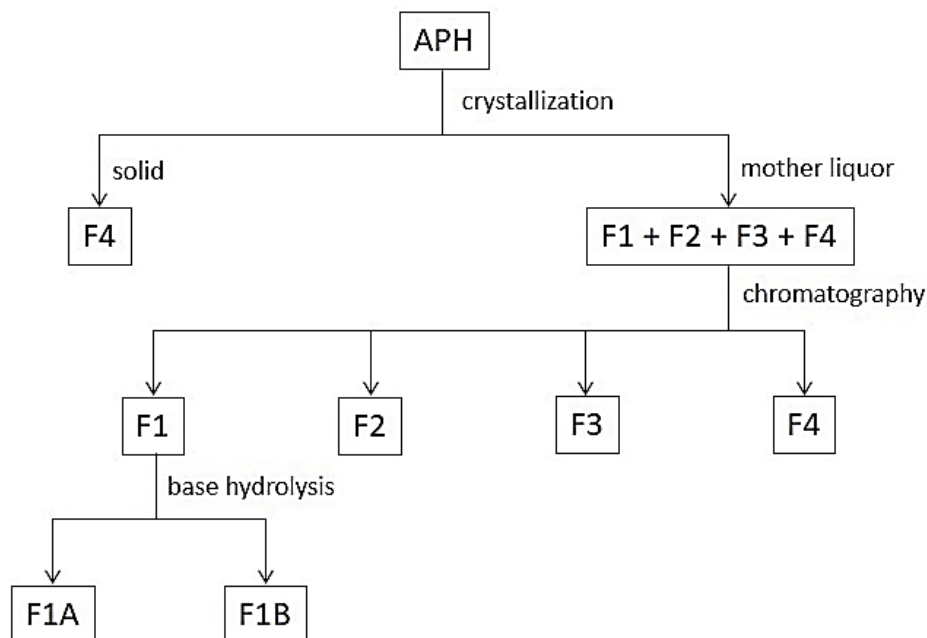 APH
crystallization
solid
mother liquor
F4
F1 + F2 + F3 + F4
chromatography
F1
F2
F3
F4
base hydrolysis
F1A
F1B